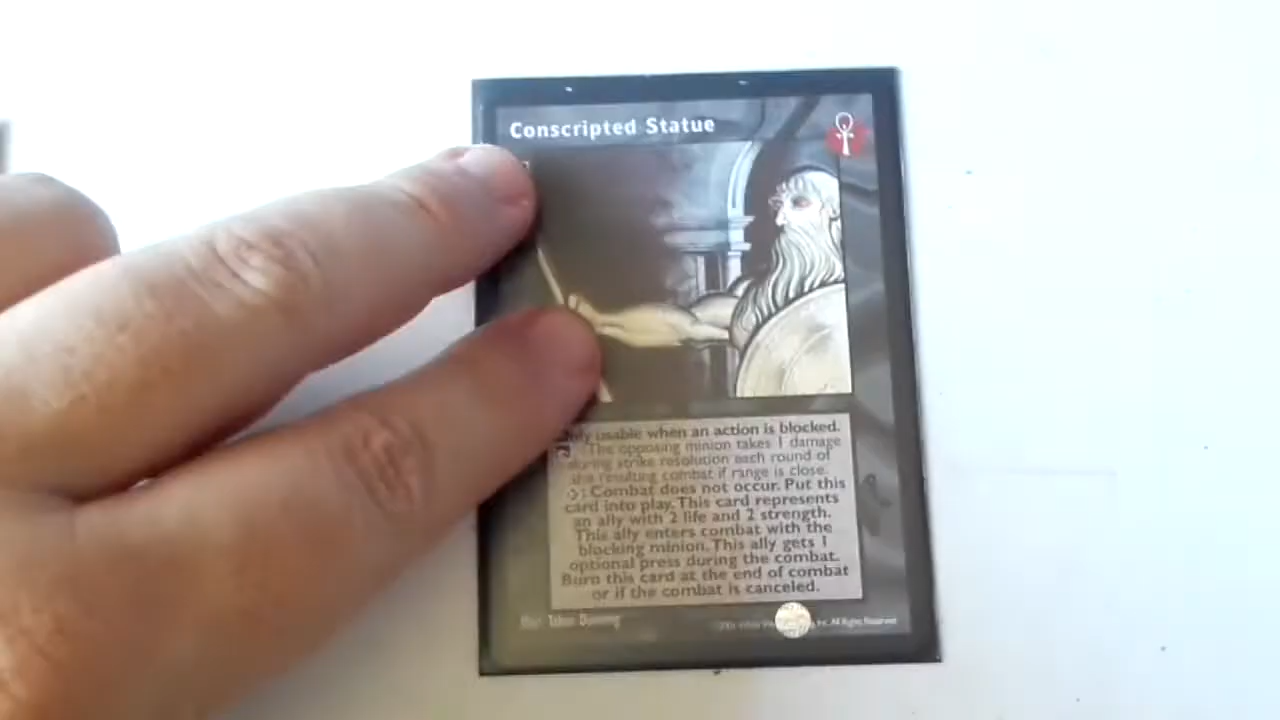 Conscripted Statue
usable when an action is blocked.
: The opposing minion takes 1 damage
during strike resolution each round of
the resulting combat if range is close.
: Combat does not occur. Put this
card into play. This card represents
an ally with 2 life and 2 strength.
This ally enters combat with the
blocking minion. This ally gets 1
optional press during the combat.
Burn this card at the end of combat
or if the combat is canceled.
Inc. All Rights Reserved